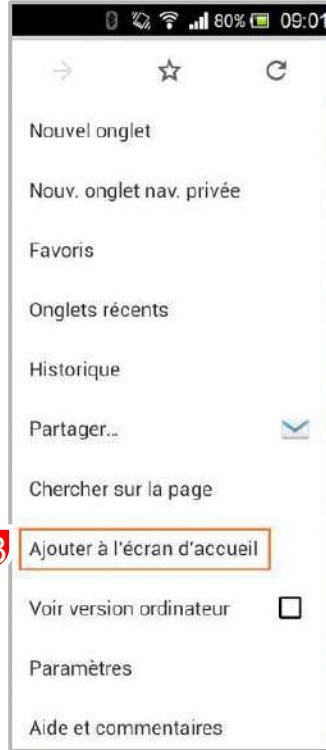 80% 09:01
Nouvel onglet
Nouv. onglet nav. privée
Favoris
Onglets récents
Historique
Partager...
Chercher sur la page
3
Ajouter à l'écran d'accueil
Voir version ordinateur
Paramètres
Aide et commentaires